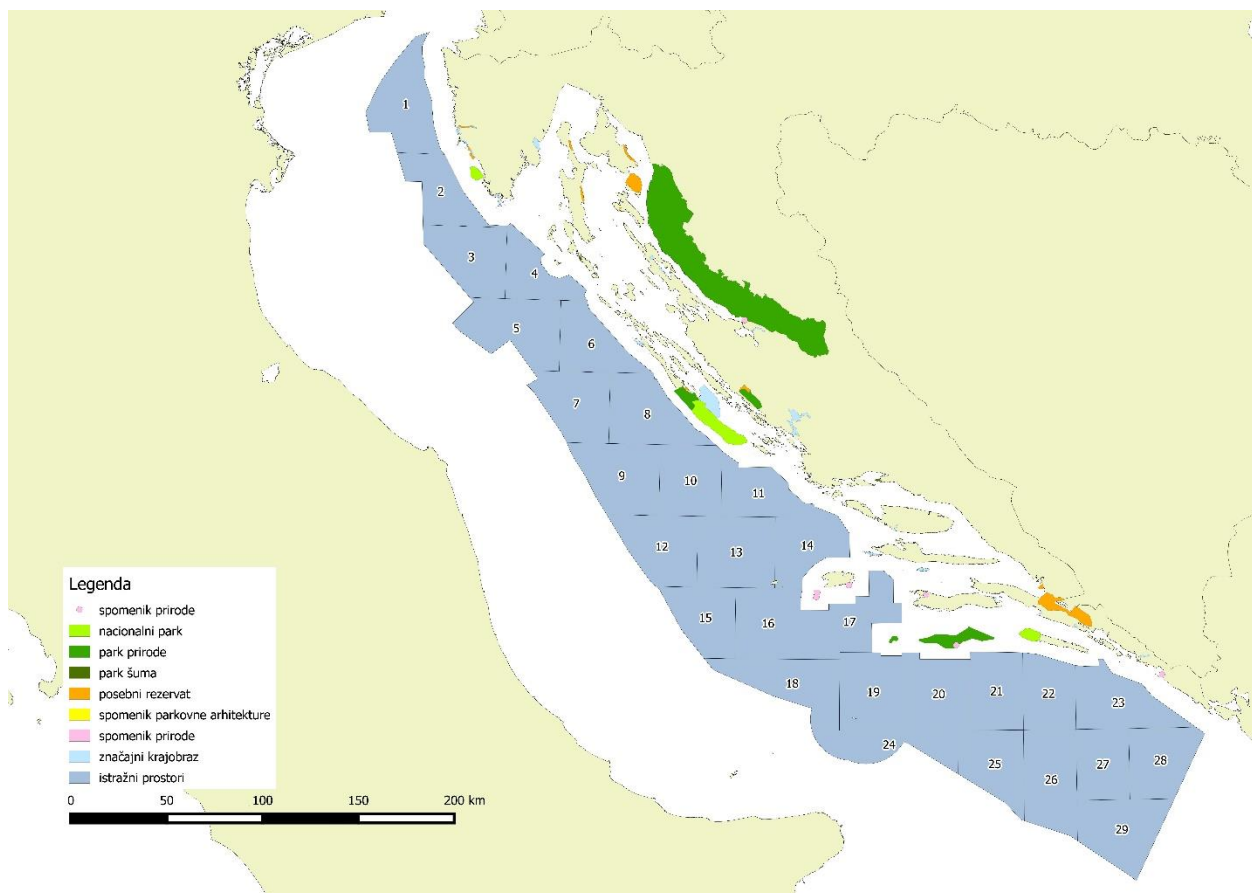 1
2
3
4
5
6
7
8
9
10
11
12
13
14
15
16
17
18
19
20
21
22
23
24
25
26
27
28
29
Legenda
spomenik prirode
nacionalni park
park prirode
park šuma
posebni rezervat
spomenik parkovne arhitekture
spomenik prirode
značajni krajobraz
istražni prostori
0 50 100 150 200 km